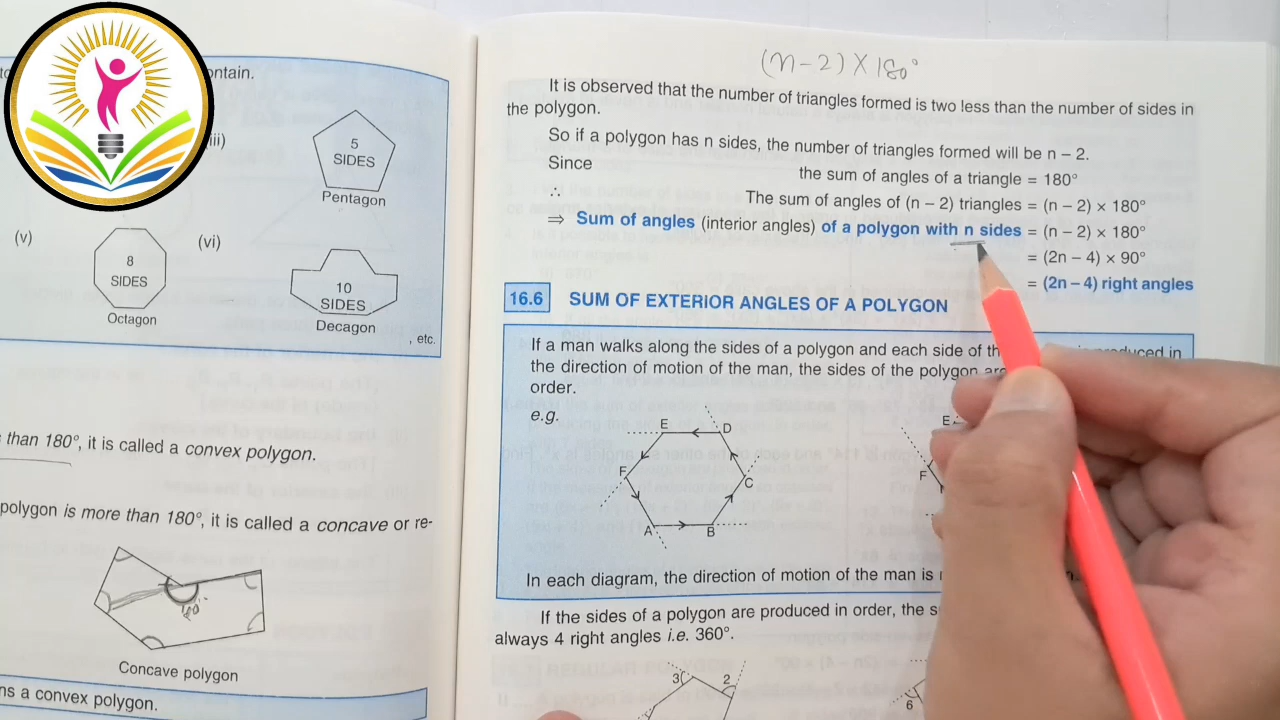 ontain.
iii)
5
SIDES
Pentagon
(v)
8
SIDES
Octagon
(vi)
10
SIDES
Decagon
, etc.
than 180°, it is called a convex polygon.
polygon is more than 180°, it is called a concave or re-
180°
Concave polygon
ns a convex polygon.
(n-2)×180°
It is observed that the number of triangles formed is two less than the number of sides in
the polygon.
So if a polygon has n sides, the number of triangles formed will be n – 2.
Since the sum of angles of a triangle = 180°
∴ The sum of angles of (n – 2) triangles = (n – 2) × 180°
⇒ Sum of angles (interior angles) of a polygon with n sides = (n – 2) × 180°
= (2n – 4) × 90°
= (2n – 4) right angles
16.6 SUM OF EXTERIOR ANGLES OF A POLYGON
If a man walks along the sides of a polygon and each side of th
the direction of motion of the man, the sides of the polygon are
order.
e.g.
E D
F C
A B
E
F
In each diagram, the direction of motion of the man is
If the sides of a polygon are produced in order, the s
always 4 right angles i.e. 360°.
3 2
6